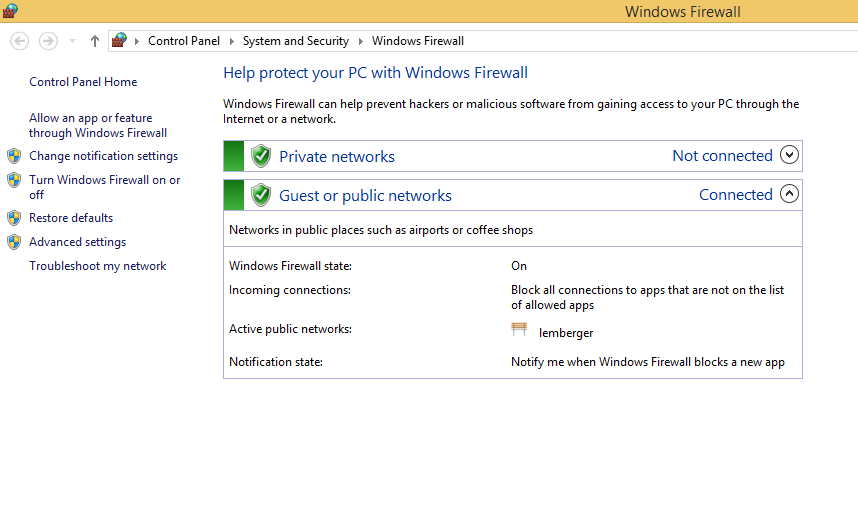 Windows Firewall
Control Panel
System and Security
Windows Firewall
Control Panel Home
Allow an app or feature
through Windows Firewall
Change notification settings
Turn Windows Firewall on or
off
Restore defaults
Advanced settings
Troubleshoot my network
Help protect your PC with Windows Firewall
Windows Firewall can help prevent hackers or malicious software from gaining access to your PC through the
Internet or a network.
Private networks Not connected
Guest or public networks Connected
Networks in public places such as airports or coffee shops
Windows Firewall state: On
Incoming connections: Block all connections to apps that are not on the list
of allowed apps
Active public networks: lemberger
Notification state: Notify me when Windows Firewall blocks a new app